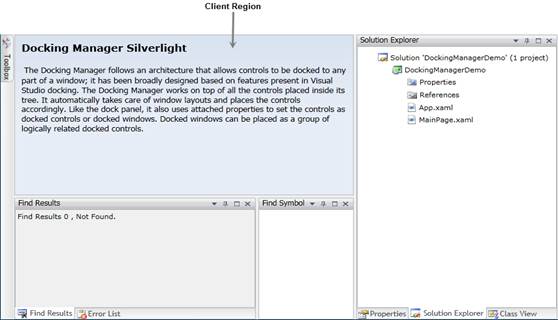 Client Region
Toolbox
Docking Manager Silverlight
The Docking Manager follows an architecture that allows controls to be docked to any
part of a window; it has been broadly designed based on features present in Visual
Studio docking. The Docking Manager works on top of all the controls placed inside its
tree. It automatically takes care of window layouts and places the controls
accordingly. Like the dock panel, it also uses attached properties to set the controls as
docked controls or docked windows. Docked windows can be placed as a group of
logically related docked controls.
Find Results
Find Results 0 , Not Found.
Find Results
Error List
Find Symbol
Solution Explorer
Solution 'DockingManagerDemo' (1 project)
DockingManagerDemo
Properties
References
App.xaml
MainPage.xaml
Properties
Solution Explorer
Class View